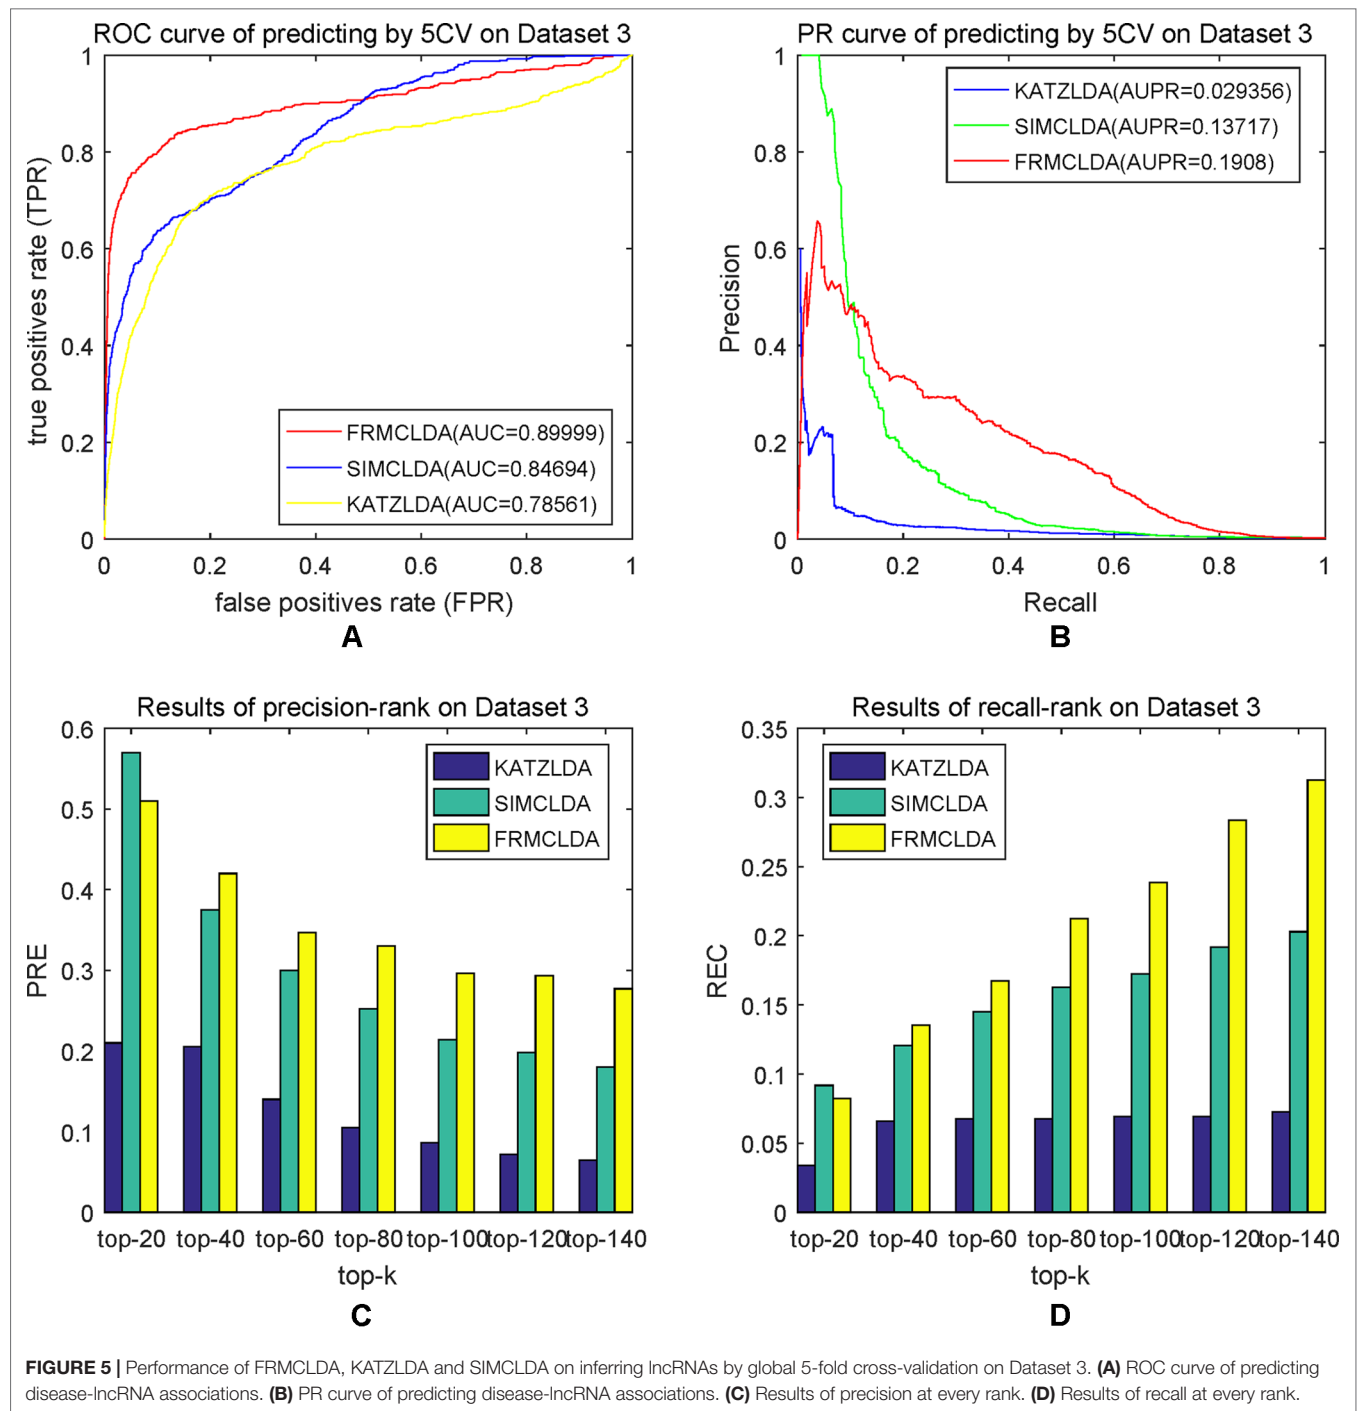 ROC curve of predicting by 5CV on Dataset 3
1
0.8
0.6
0.4
0.2
0
true positives rate (TPR)
FRMCLDA(AUC=0.89999)
SIMCLDA(AUC=0.84694)
KATZLDA(AUC=0.78561)
0 0.2 0.4 0.6 0.8 1
false positives rate (FPR)
A
PR curve of predicting by 5CV on Dataset 3
1
0.8
0.6
0.4
0.2
0
Precision
KATZLDA(AUPR=0.029356)
SIMCLDA(AUPR=0.13717)
FRMCLDA(AUPR=0.1908)
0 0.2 0.4 0.6 0.8 1
Recall
B
Results of precision-rank on Dataset 3
0.6
0.5
0.4
0.3
0.2
0.1
0
PRE
KATZLDA
SIMCLDA
FRMCLDA
top-20 top-40 top-60 top-80 top-100 top-120 top-140
top-k
C
Results of recall-rank on Dataset 3
0.35
0.3
0.25
0.2
0.15
0.1
0.05
0
REC
KATZLDA
SIMCLDA
FRMCLDA
top-20 top-40 top-60 top-80 top-100 top-120 top-140
top-k
D
FIGURE 5 | Performance of FRMCLDA, KATZLDA and SIMCLDA on inferring lncRNAs by global 5-fold cross-validation on Dataset 3. (A) ROC curve of predicting
disease-lncRNA associations. (B) PR curve of predicting disease-lncRNA associations. (C) Results of precision at every rank. (D) Results of recall at every rank.